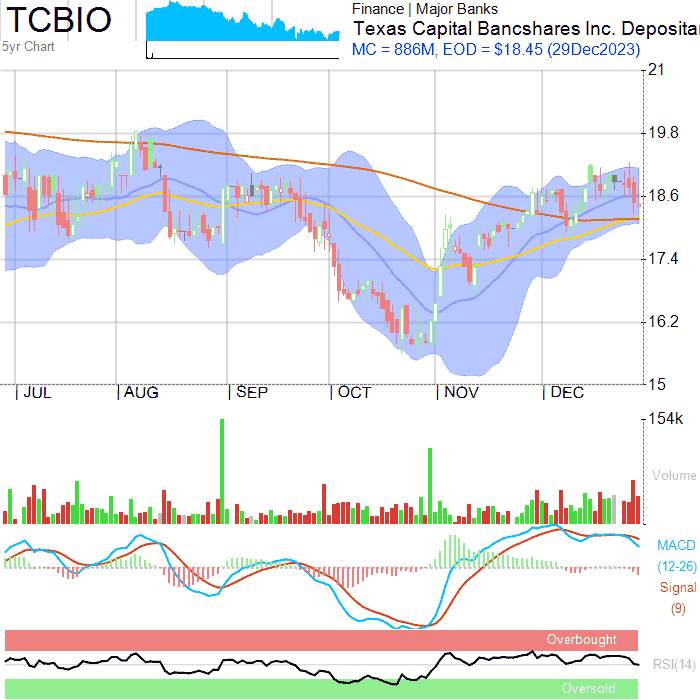 TCBIO
5yr Chart
Finance | Major Banks
Texas Capital Bancshares Inc. Deposita
MC = 886M, EOD = $18.45 (29Dec2023)
21
19.8
18.6
17.4
16.2
15
JUL AUG SEP OCT NOV DEC
154k
Volume
MACD
(12-26)
Signal
(9)
Overbought
RSI(14)
Oversold